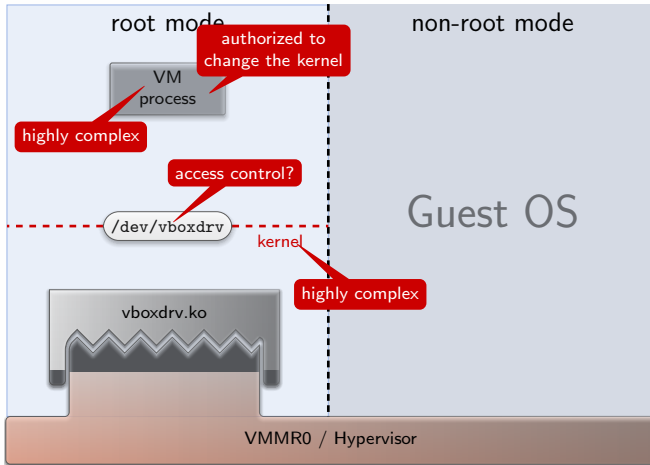 root mode
non-root mode
authorized to
change the kernel
VM
process
highly complex
access control?
/dev/vboxdrv
Guest OS
kernel
highly complex
vboxdrv.ko
VMMR0 / Hypervisor